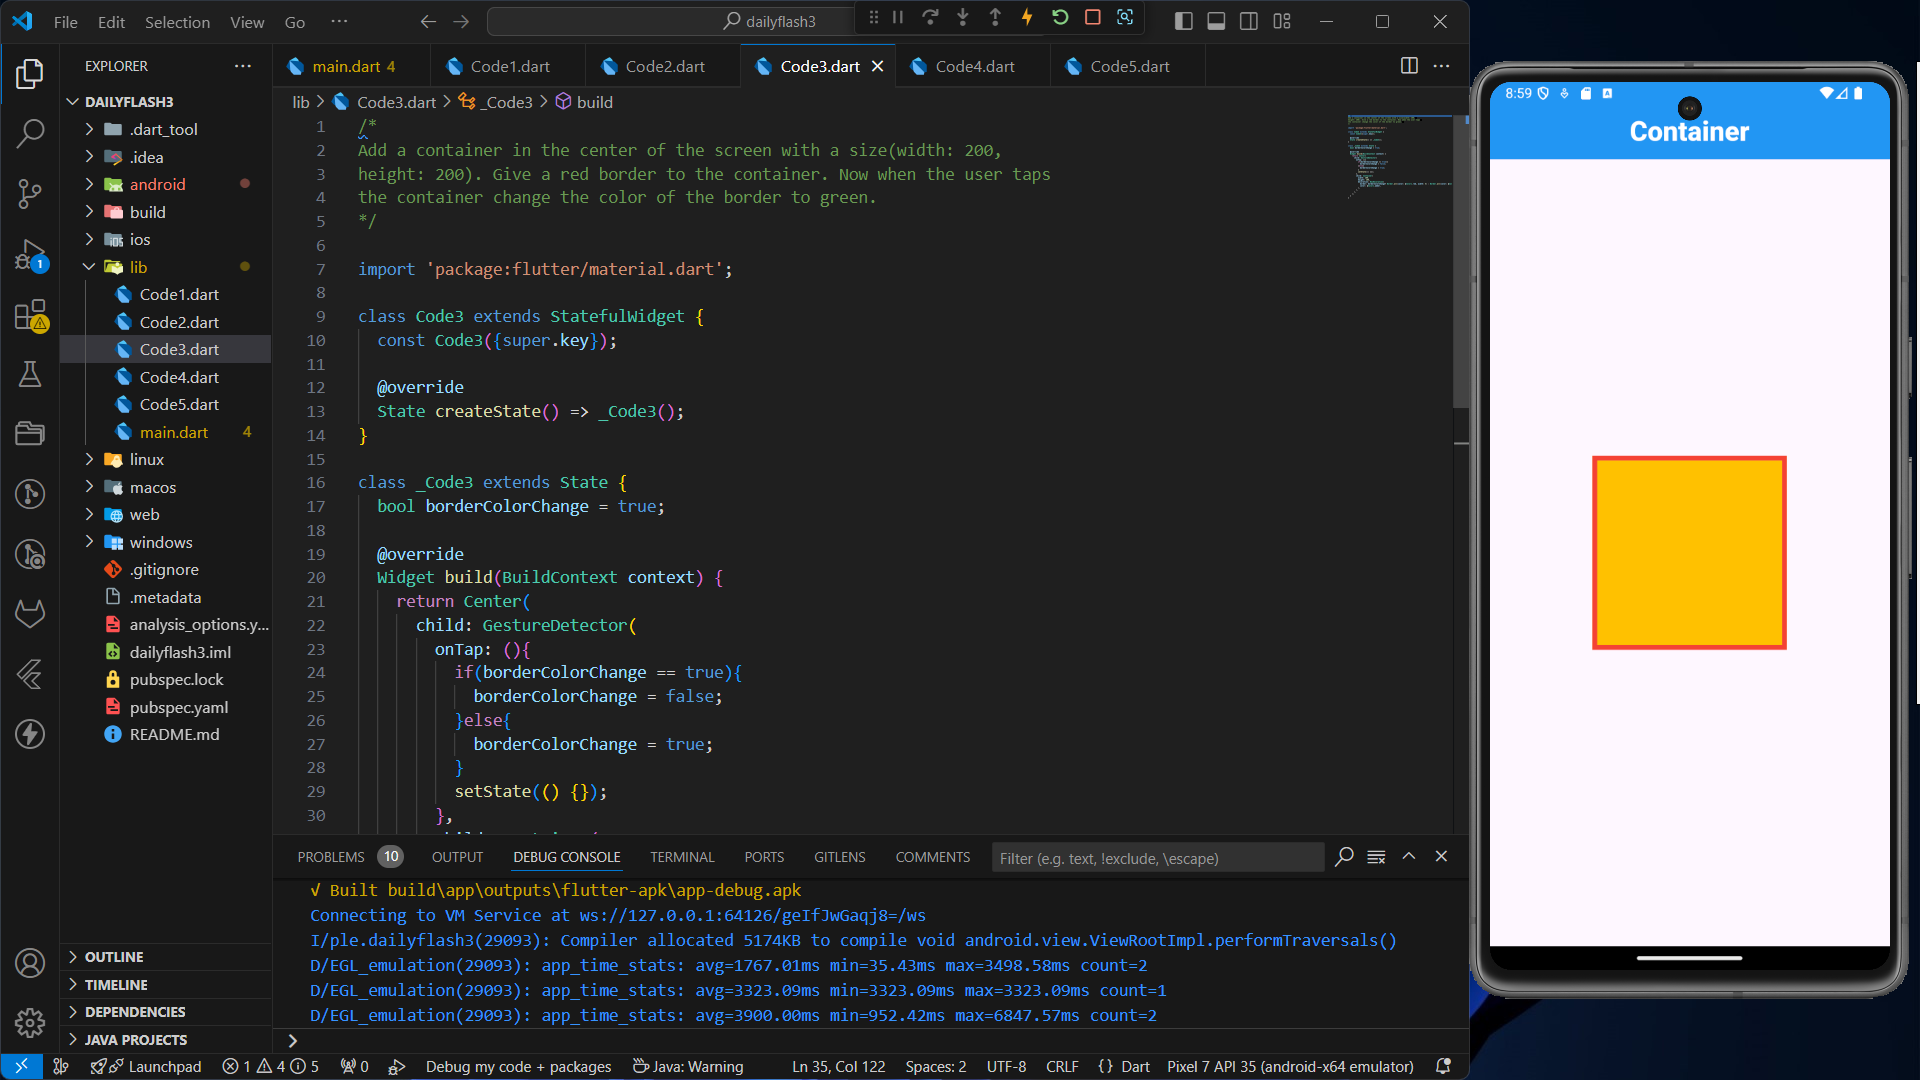 File Edit Selection View Go ··· dailyflash3
EXPLORER ···
DAILYFLASH3
.dart_tool
.idea
android
build
ios
lib
Code1.dart
Code2.dart
Code3.dart
Code4.dart
Code5.dart
main.dart 4
linux
macos
web
windows
.gitignore
.metadata
analysis_options.y...
dailyflash3.iml
pubspec.lock
pubspec.yaml
README.md
OUTLINE
TIMELINE
DEPENDENCIES
JAVA PROJECTS
1
main.dart 4 Code1.dart Code2.dart Code3.dart Code4.dart Code5.dart
lib > Code3.dart > _Code3 > build
1 /*
2 Add a container in the center of the screen with a size(width: 200,
3 height: 200). Give a red border to the container. Now when the user taps
4 the container change the color of the border to green.
5 */
6
7 import 'package:flutter/material.dart';
8
9 class Code3 extends StatefulWidget {
10 const Code3({super.key});
11
12 @override
13 State createState() => _Code3();
14 }
15
16 class _Code3 extends State {
17 bool borderColorChange = true;
18
19 @override
20 Widget build(BuildContext context) {
21 return Center(
22 child: GestureDetector(
23 onTap: (){
24 if(borderColorChange == true){
25 borderColorChange = false;
26 }else{
27 borderColorChange = true;
28 }
29 setState(() {});
30 },
PROBLEMS 10 OUTPUT DEBUG CONSOLE TERMINAL PORTS GITLENS COMMENTS Filter (e.g. text, !exclude, \escape)
√ Built build\app\outputs\flutter-apk\app-debug.apk
Connecting to VM Service at ws://127.0.0.1:64126/geIfJwGaqj8=/ws
I/ple.dailyflash3(29093): Compiler allocated 5174KB to compile void android.view.ViewRootImpl.performTraversals()
D/EGL_emulation(29093): app_time_stats: avg=1767.01ms min=35.43ms max=3498.58ms count=2
D/EGL_emulation(29093): app_time_stats: avg=3323.09ms min=3323.09ms max=3323.09ms count=1
D/EGL_emulation(29093): app_time_stats: avg=3900.00ms min=952.42ms max=6847.57ms count=2
>
Launchpad 1 4 5 0 Debug my code + packages Java: Warning Ln 35, Col 122 Spaces: 2 UTF-8 CRLF {} Dart Pixel 7 API 35 (android-x64 emulator)
8:59
Container